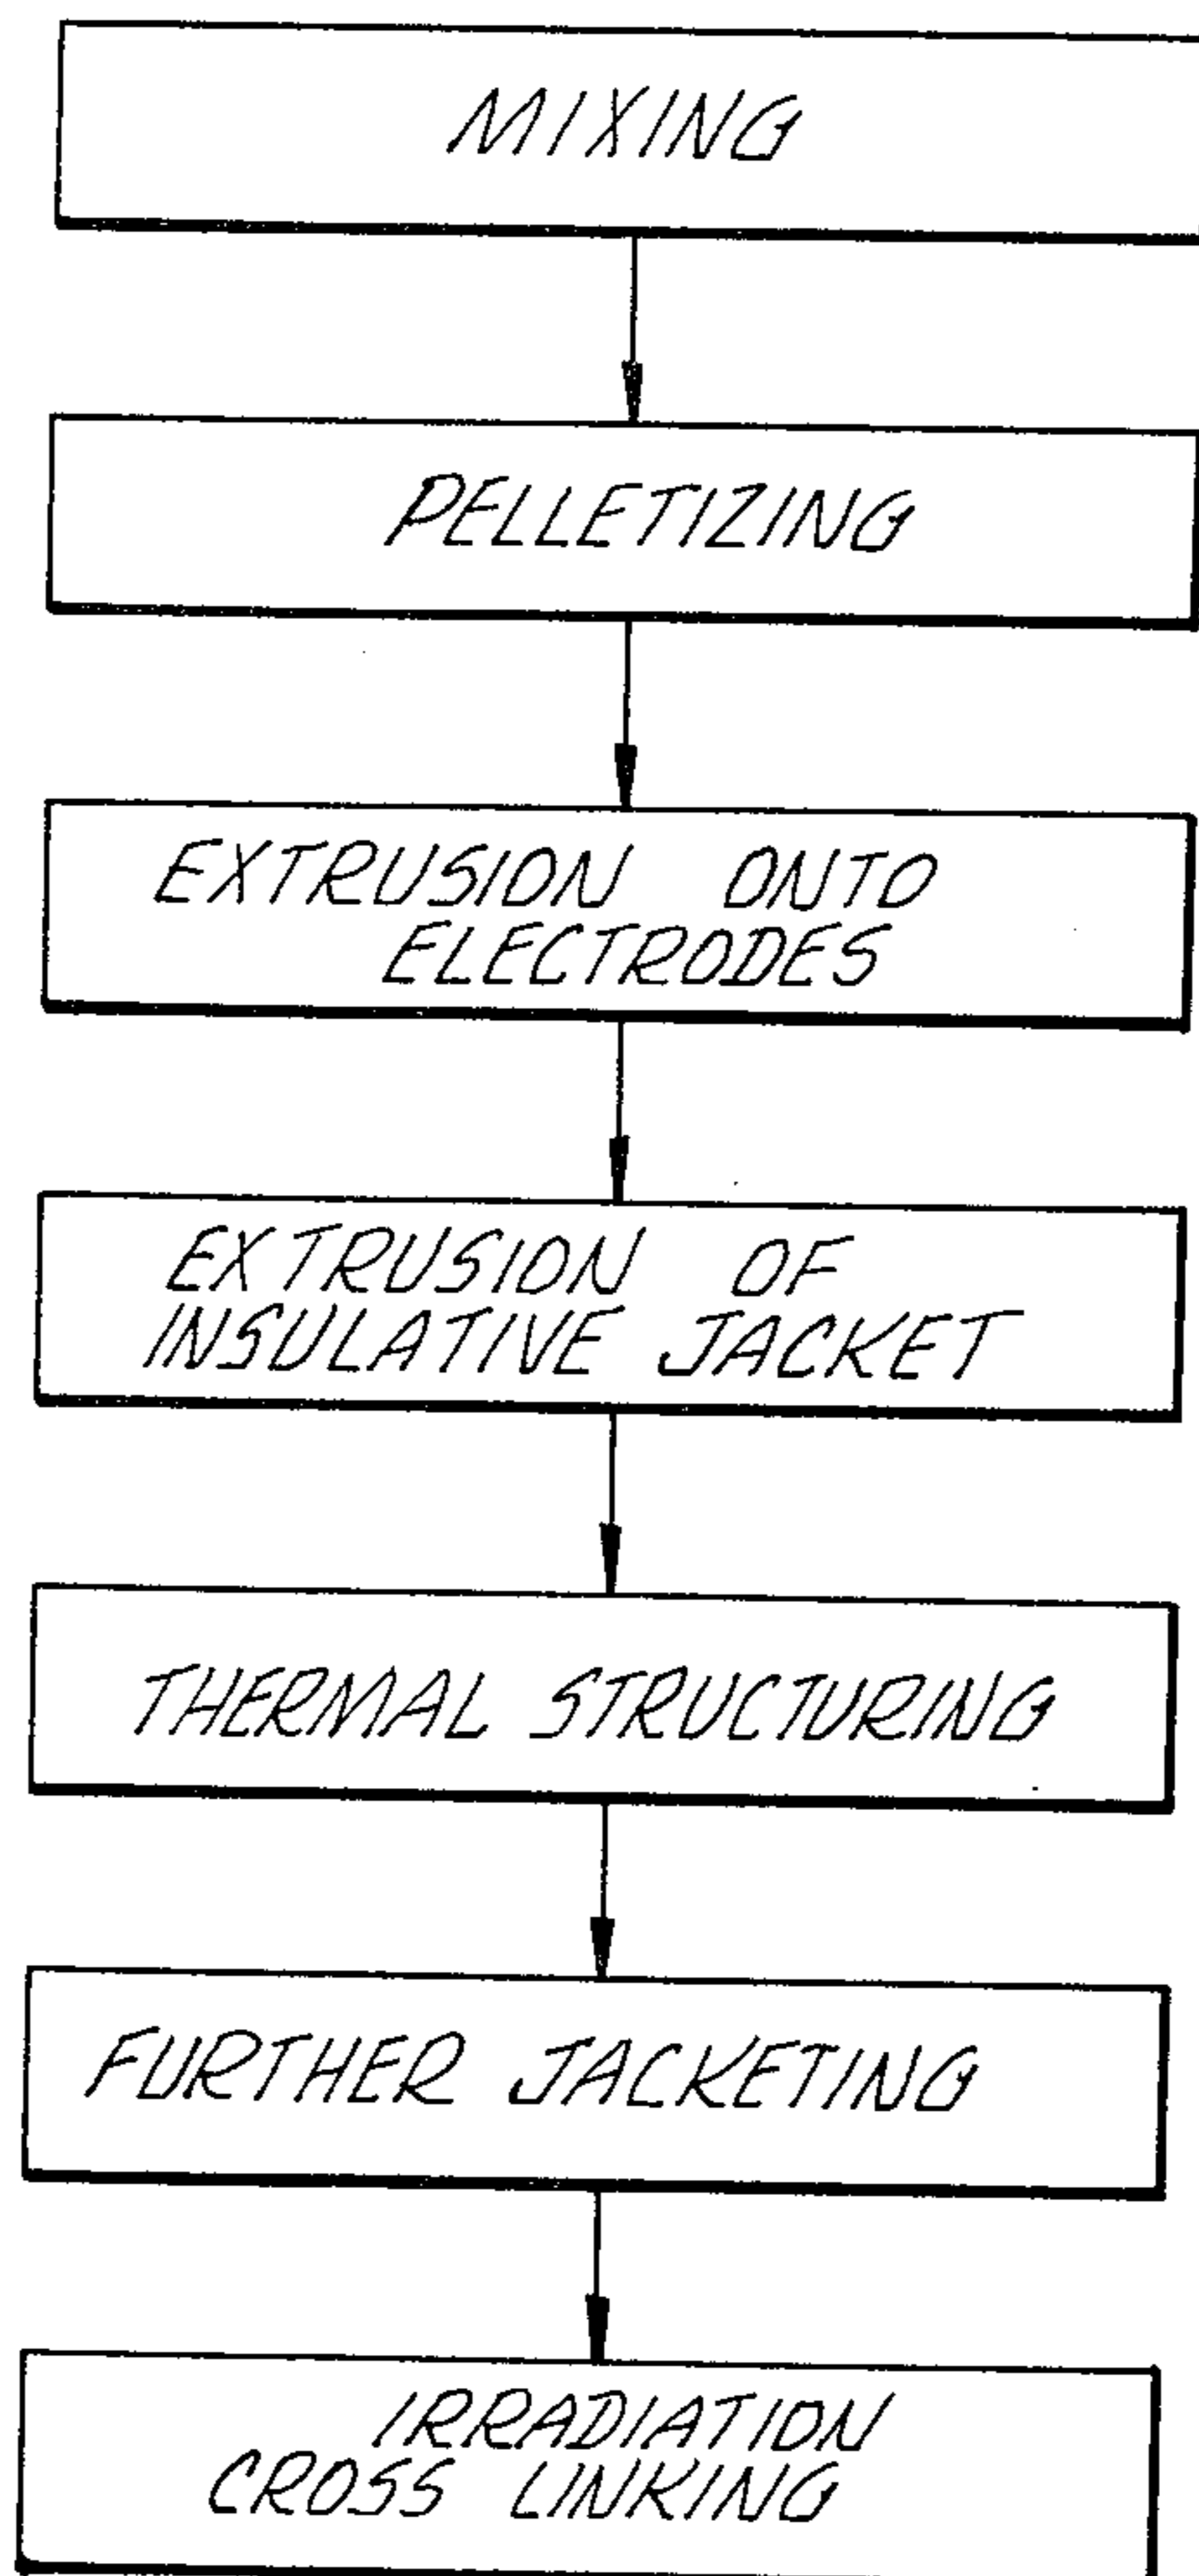 MIXING
PELLETIZING
EXTRUSION ONTO
ELECTRODES
EXTRUSION OF
INSULATIVE JACKET
THERMAL STRUCTURING
FURTHER JACKETING
IRRADIATION
CROSS LINKING